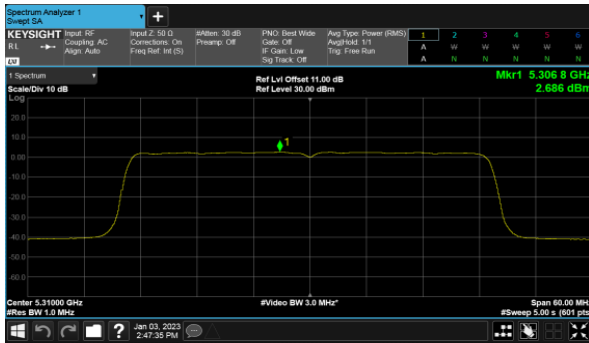 Spectrum Analyzer 1
Swept SA
KEYSIGHT
RL
Input: RF
Coupling: AC
Align: Auto
Input Z: 50 Ω
Corrections: On
Freq Ref: Int (S)
#Atten: 30 dB
Preamp: Off
PNO: Best Wide
Gate: Off
IF Gain: Low
Sig Track: Off
Avg Type: Power (RMS)
Avg|Hold: 1/1
Trig: Free Run
1 2 3 4 5 6
A W W W W W
A N N N N N
1 Spectrum
Scale/Div 10 dB
Log
Ref Lvl Offset 11.00 dB
Ref Level 30.00 dBm
Mkr1 5.306 8 GHz
2.686 dBm
20.0
10.0
1
0.00
-10.0
-20.0
-30.0
-40.0
-50.0
-60.0
Center 5.31000 GHz
#Res BW 1.0 MHz
#Video BW 3.0 MHz*
Span 60.00 MHz
#Sweep 5.00 s (601 pts)
Jan 03, 2023
2:47:35 PM